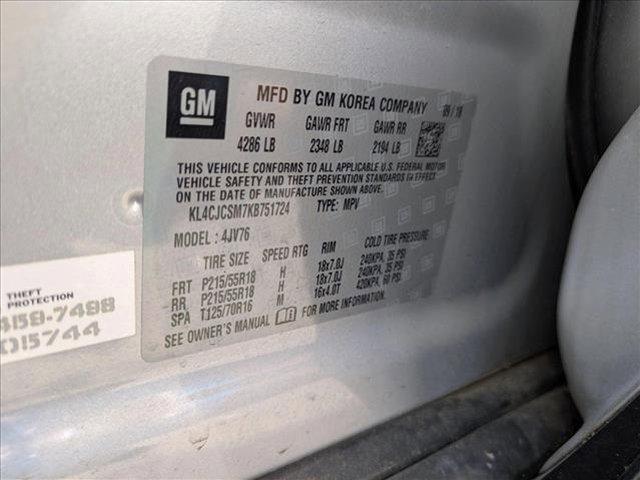 GM
MFD BY GM KOREA COMPANY 09/18
GVWR GAWR FRT GAWR RR
4286 LB 2348 LB 2194 LB
THIS VEHICLE CONFORMS TO ALL APPLICABLE U.S. FEDERAL MOTOR
VEHICLE SAFETY AND THEFT PREVENTION STANDARDS IN EFFECT
ON THE DATE OF MANUFACTURE SHOWN ABOVE.
KL4CJCSM7KB751724 TYPE: MPV
MODEL : 4JV76
TIRE SIZE SPEED RTG RIM COLD TIRE PRESSURE
FRT P215/55R18 H 18x7.0J 240KPA, 35 PSI
RR P215/55R18 H 18x7.0J 240KPA, 35 PSI
SPA T125/70R16 M 16x4.0T 420KPA, 60 PSI
SEE OWNER'S MANUAL FOR MORE INFORMATION
THEFT
PROTECTION
4159-7498
015744